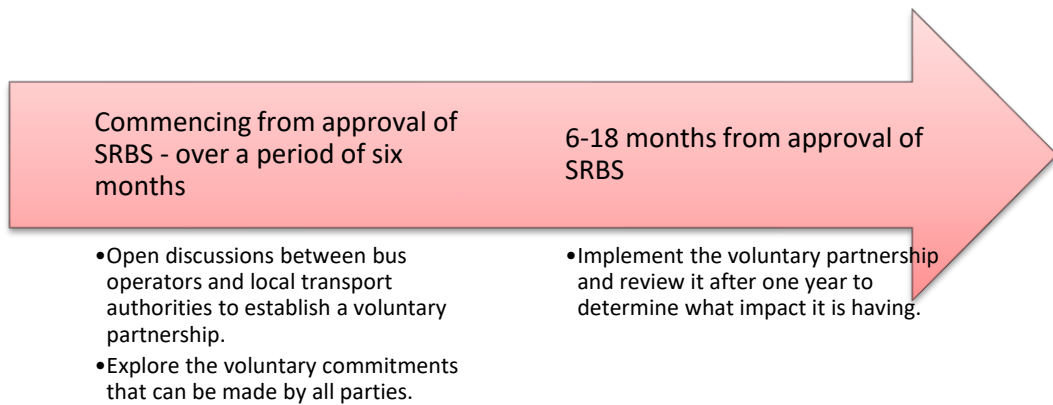 Commencing from approval of
SRBS - over a period of six
months
•Open discussions between bus
operators and local transport
authorities to establish a voluntary
partnership.
•Explore the voluntary commitments
that can be made by all parties.
6-18 months from approval of
SRBS
•Implement the voluntary partnership
and review it after one year to
determine what impact it is having.